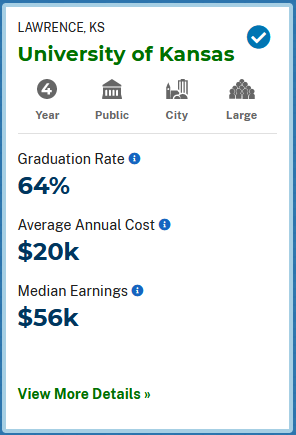 LAWRENCE, KS
University of Kansas
4
Year Public City Large
Graduation Rate
64%
Average Annual Cost
$20k
Median Earnings
$56k
View More Details »